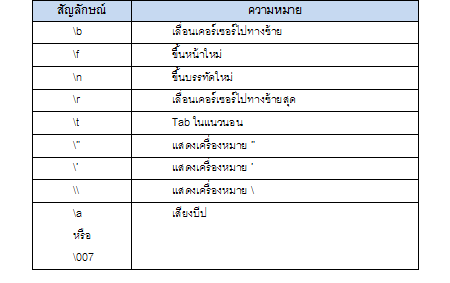 สัญลักษณ์ ความหมาย
\b เลื่อนเคอร์เซอร์ไปทางซ้าย
\f ขึ้นหน้าใหม่
\n ขึ้นบรรทัดใหม่
\r เลื่อนเคอร์เซอร์ไปทางซ้ายสุด
\t Tab ในแนวนอน
\" แสดงเครื่องหมาย "
\' แสดงเครื่องหมาย '
\\ แสดงเครื่องหมาย \
\a เสียงบีป
หรือ
\007